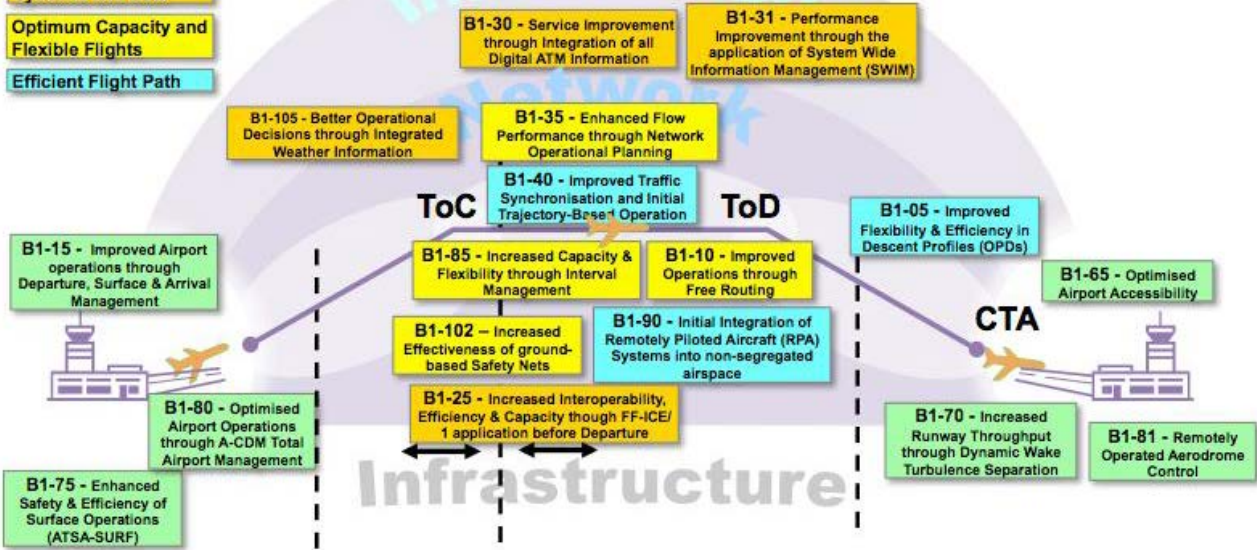 Optimum Capacity and
Flexible Flights
Efficient Flight Path
B1-30 - Service Improvement
through Integration of all
Digital ATM Information
B1-31 - Performance
Improvement through the
application of System Wide
Information Management (SWIM)
Network
B1-105 - Better Operational
Decisions through Integrated
Weather Information
B1-35 - Enhanced Flow
Performance through Network
Operational Planning
B1-40 - Improved Traffic
Synchronisation and Initial
Trajectory-Based Operation
ToC
ToD
B1-05 - Improved
Flexibility & Efficiency in
Descent Profiles (OPDs)
B1-15 - Improved Airport
operations through
Departure, Surface & Arrival
Management
B1-85 - Increased Capacity &
Flexibility through Interval
Management
B1-10 - Improved
Operations through
Free Routing
B1-65 - Optimised
Airport Accessibility
CTA
B1-102 – Increased
Effectiveness of ground-
based Safety Nets
B1-90 - Initial Integration of
Remotely Piloted Aircraft (RPA)
Systems into non-segregated
airspace
B1-25 - Increased Interoperability,
Efficiency & Capacity though FF-ICE/
1 application before Departure
B1-80 - Optimised
Airport Operations
through A-CDM Total
Airport Management
B1-70 - Increased
Runway Throughput
through Dynamic Wake
Turbulence Separation
B1-81 - Remotely
Operated Aerodrome
Control
B1-75 - Enhanced
Safety & Efficiency of
Surface Operations
(ATSA-SURF)
Infrastructure